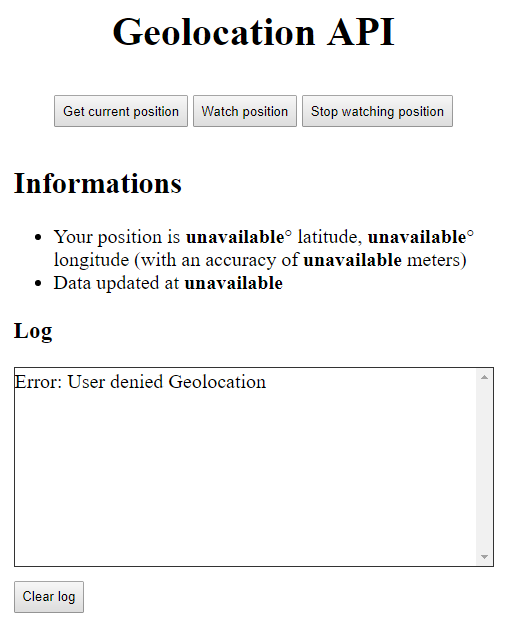 Geolocation API
Get current position Watch position Stop watching position
Informations
Your position is unavailable° latitude, unavailable°
longitude (with an accuracy of unavailable meters)
Data updated at unavailable
Log
Error: User denied Geolocation
Clear log